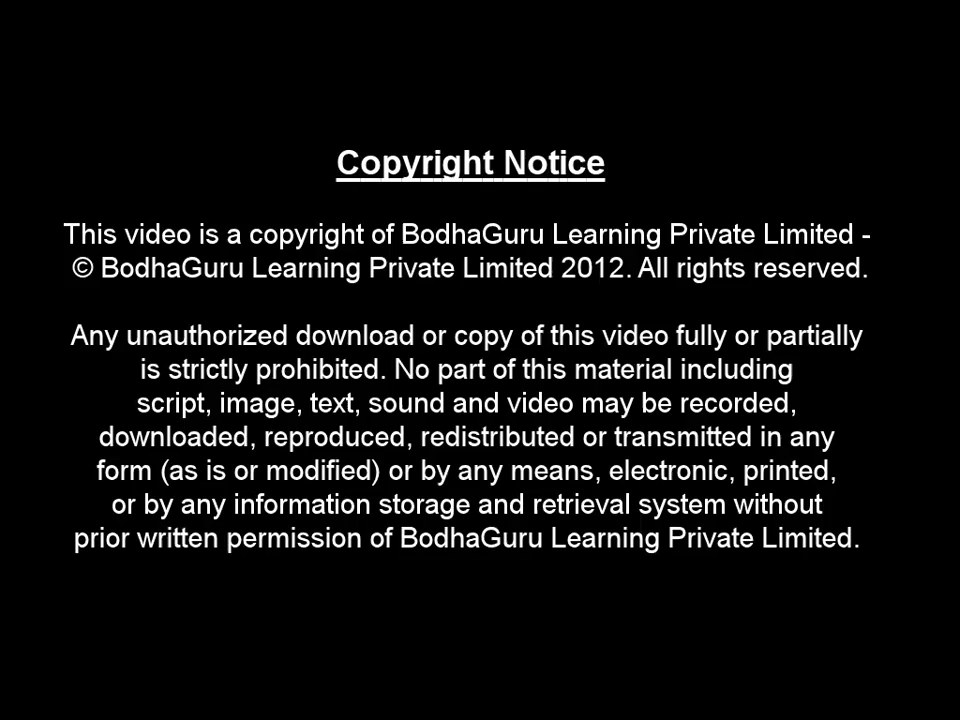 Copyright Notice
This video is a copyright of BodhaGuru Learning Private Limited -
© BodhaGuru Learning Private Limited 2012. All rights reserved.
Any unauthorized download or copy of this video fully or partially
is strictly prohibited. No part of this material including
script, image, text, sound and video may be recorded,
downloaded, reproduced, redistributed or transmitted in any
form (as is or modified) or by any means, electronic, printed,
or by any information storage and retrieval system without
prior written permission of BodhaGuru Learning Private Limited.